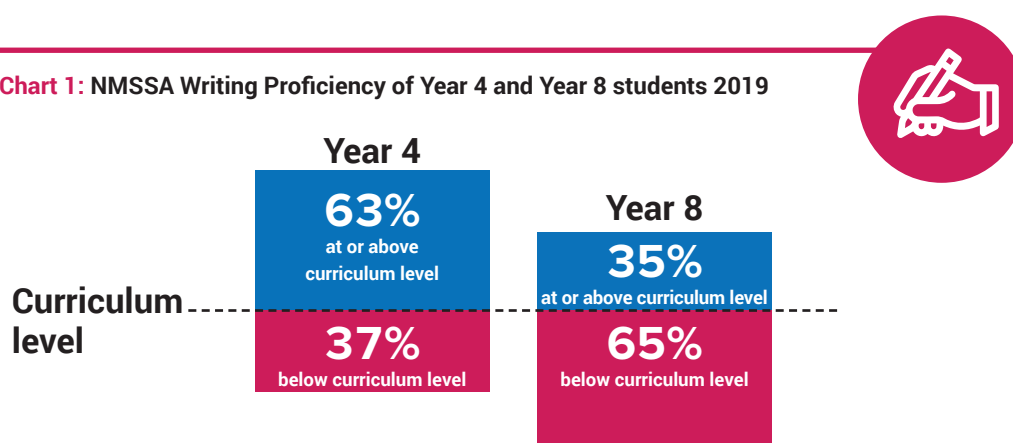 Chart 1: NMSSA Writing Proficiency of Year 4 and Year 8 students 2019
Year 4
63%
at or above
curriculum level
Year 8
35%
at or above curriculum level
Curriculum
level
37%
below curriculum level
65%
below curriculum level